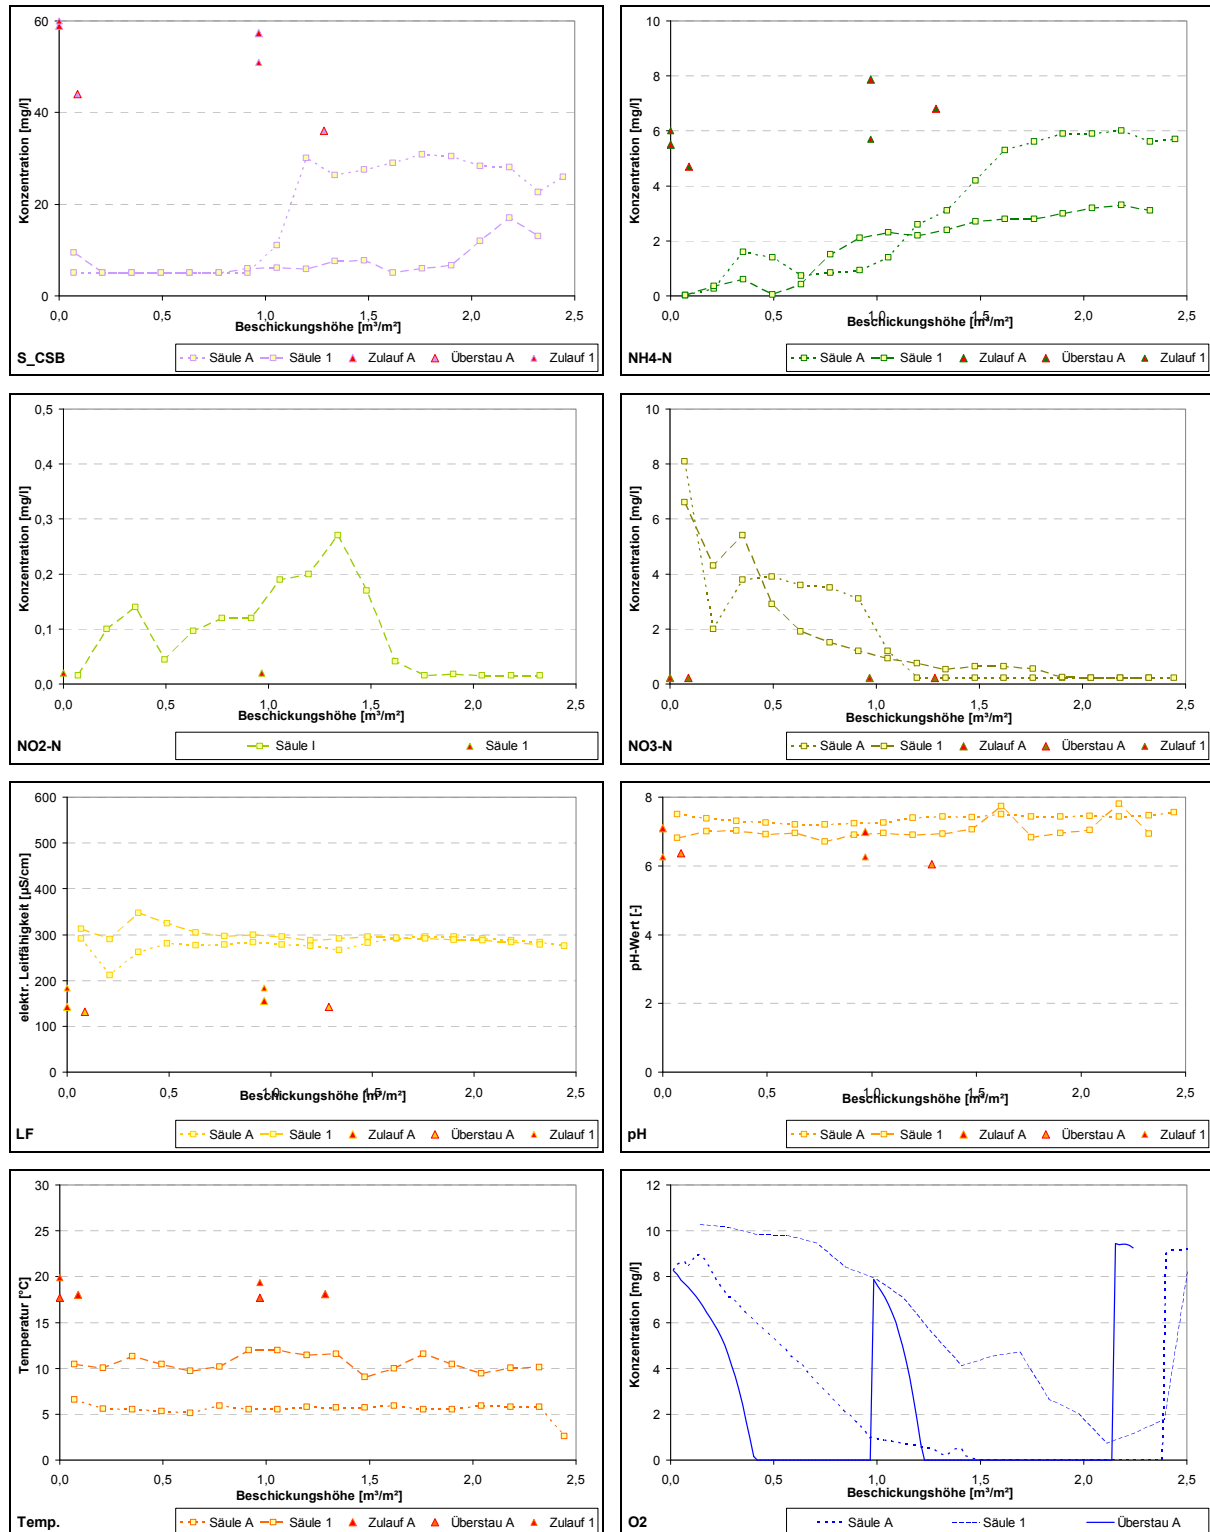 60
40
20
0
Konzentration [mg/l]
0,0 0,5 1,0 1,5 2,0 2,5
Beschickungshöhe [m³/m²]
S_CSB
Säule A Säule 1 Zulauf A Überstau A Zulauf 1
10
8
6
4
2
0
Konzentration [mg/l]
0,0 0,5 1,0 1,5 2,0 2,5
Beschickungshöhe [m³/m²]
NH4-N
Säule A Säule 1 Zulauf A Überstau A Zulauf 1
0,5
0,4
0,3
0,2
0,1
0,0
Konzentration [mg/l]
0,0 0,5 1,0 1,5 2,0 2,5
Beschickungshöhe [m³/m²]
NO2-N
Säule I Säule 1
10
8
6
4
2
0
Konzentration [mg/l]
0,0 0,5 1,0 1,5 2,0 2,5
Beschickungshöhe [m³/m²]
NO3-N
Säule A Säule 1 Zulauf A Überstau A Zulauf 1
600
500
400
300
200
100
0
elektr. Leitfähigkeit [µS/cm]
0,0 0,5 1,0 1,5 2,0 2,5
Beschickungshöhe [m³/m²]
LF
Säule A Säule 1 Zulauf A Überstau A Zulauf 1
8
6
4
2
0
pH-Wert [-]
0,0 0,5 1,0 1,5 2,0 2,5
Beschickungshöhe [m³/m²]
pH
Säule A Säule 1 Zulauf A Überstau A Zulauf 1
30
25
20
15
10
5
0
Temperatur [°C]
0,0 0,5 1,0 1,5 2,0 2,5
Beschickungshöhe [m³/m²]
Temp.
Säule A Säule 1 Zulauf A Überstau A Zulauf 1
12
10
8
6
4
2
0
Konzentration [mg/l]
0,0 0,5 1,0 1,5 2,0 2,5
Beschickungshöhe [m³/m²]
O2
Säule A Säule 1 Überstau A